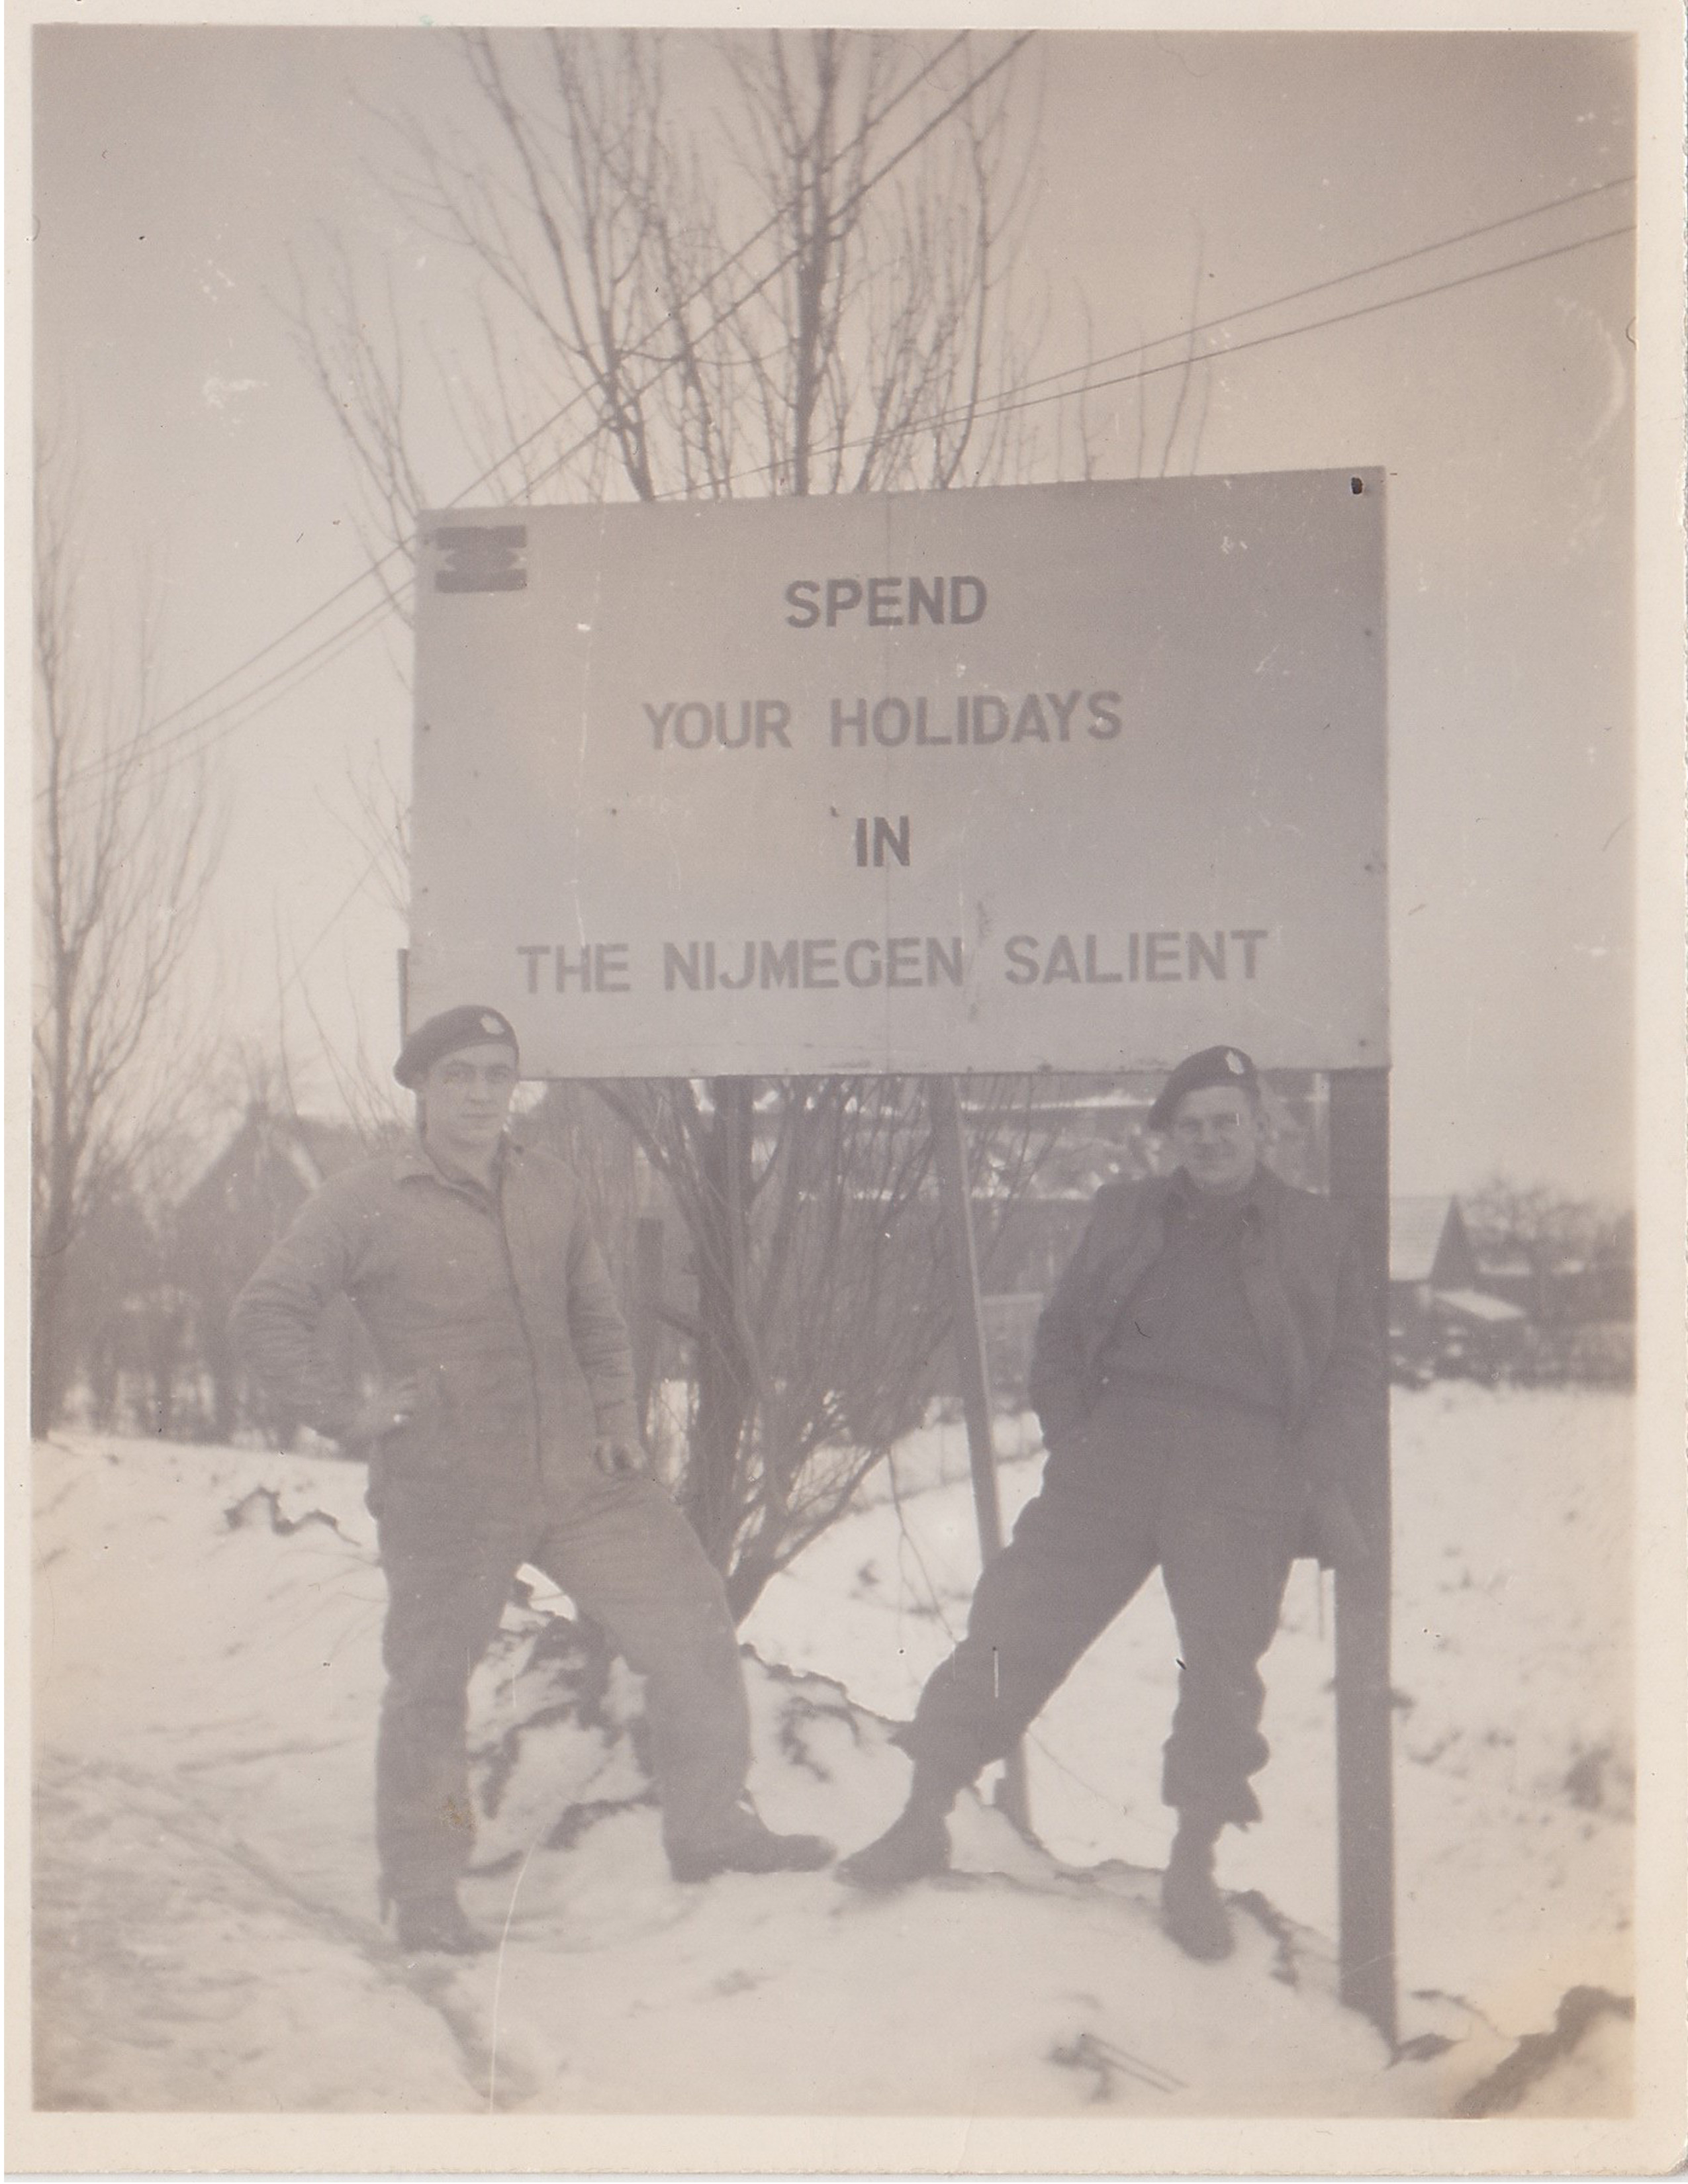 SPEND
YOUR HOLIDAYS
IN
THE NIJMEGEN SALIENT